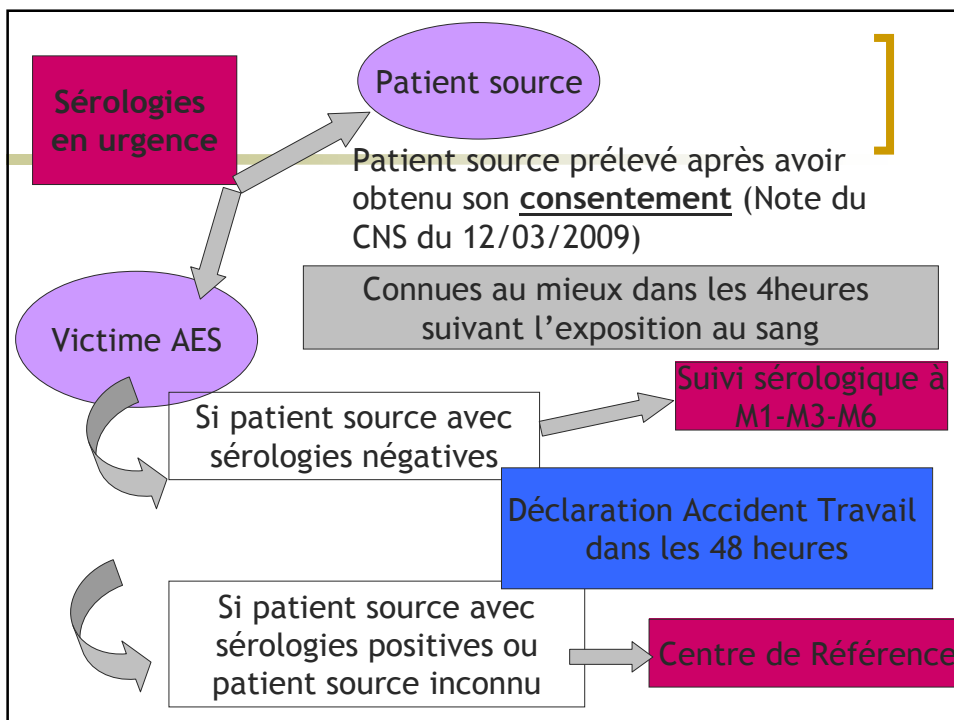 Sérologies
en urgence
Patient source
Patient source prélevé après avoir
obtenu son consentement (Note du
CNS du 12/03/2009)
Connues au mieux dans les 4heures
suivant l’exposition au sang
Victime AES
Si patient source avec
sérologies négatives
Suivi sérologique à
M1-M3-M6
Déclaration Accident Travail
dans les 48 heures
Si patient source avec
sérologies positives ou
patient source inconnu
Centre de Référence